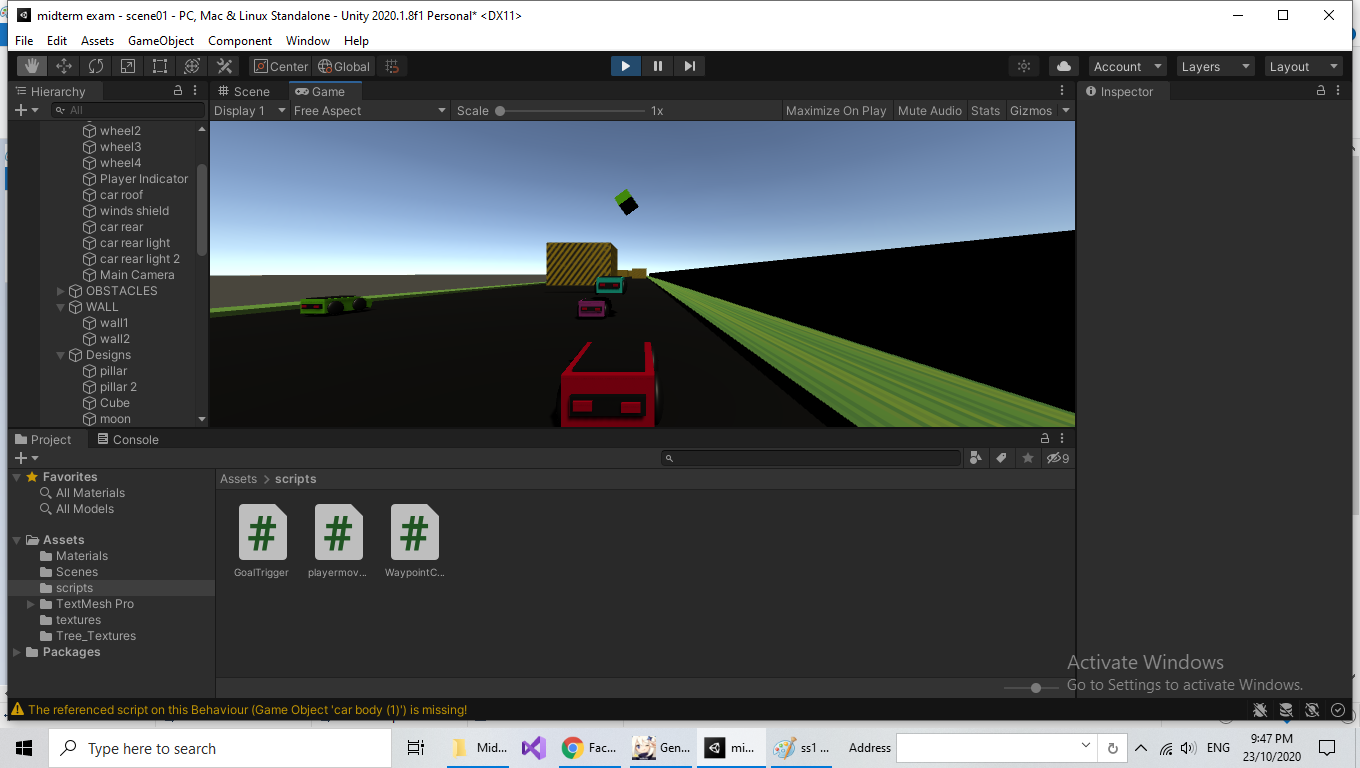 midterm exam - scene01 - PC, Mac & Linux Standalone - Unity 2020.1.8f1 Personal* <DX11>
File Edit Assets GameObject Component Window Help
Center Global Account Layers Layout
Hierarchy Scene Game Inspector
All Display 1 Free Aspect Scale 1x Maximize On Play Mute Audio Stats Gizmos
wheel2
wheel3
wheel4
Player Indicator
car roof
winds shield
car rear
car rear light
car rear light 2
Main Camera
OBSTACLES
WALL
wall1
wall2
Designs
pillar
pillar 2
Cube
moon
Project Console
9
Favorites
All Materials
All Models
Assets
Materials
Scenes
scripts
TextMesh Pro
textures
Tree_Textures
Packages
Assets > scripts
GoalTrigger playermov... WaypointC...
Activate Windows
Go to Settings to activate Windows.
The referenced script on this Behaviour (Game Object 'car body (1)') is missing!
Type here to search
Mid... Fac... Gen... mi... ss1 ... Address ENG
9:47 PM
23/10/2020